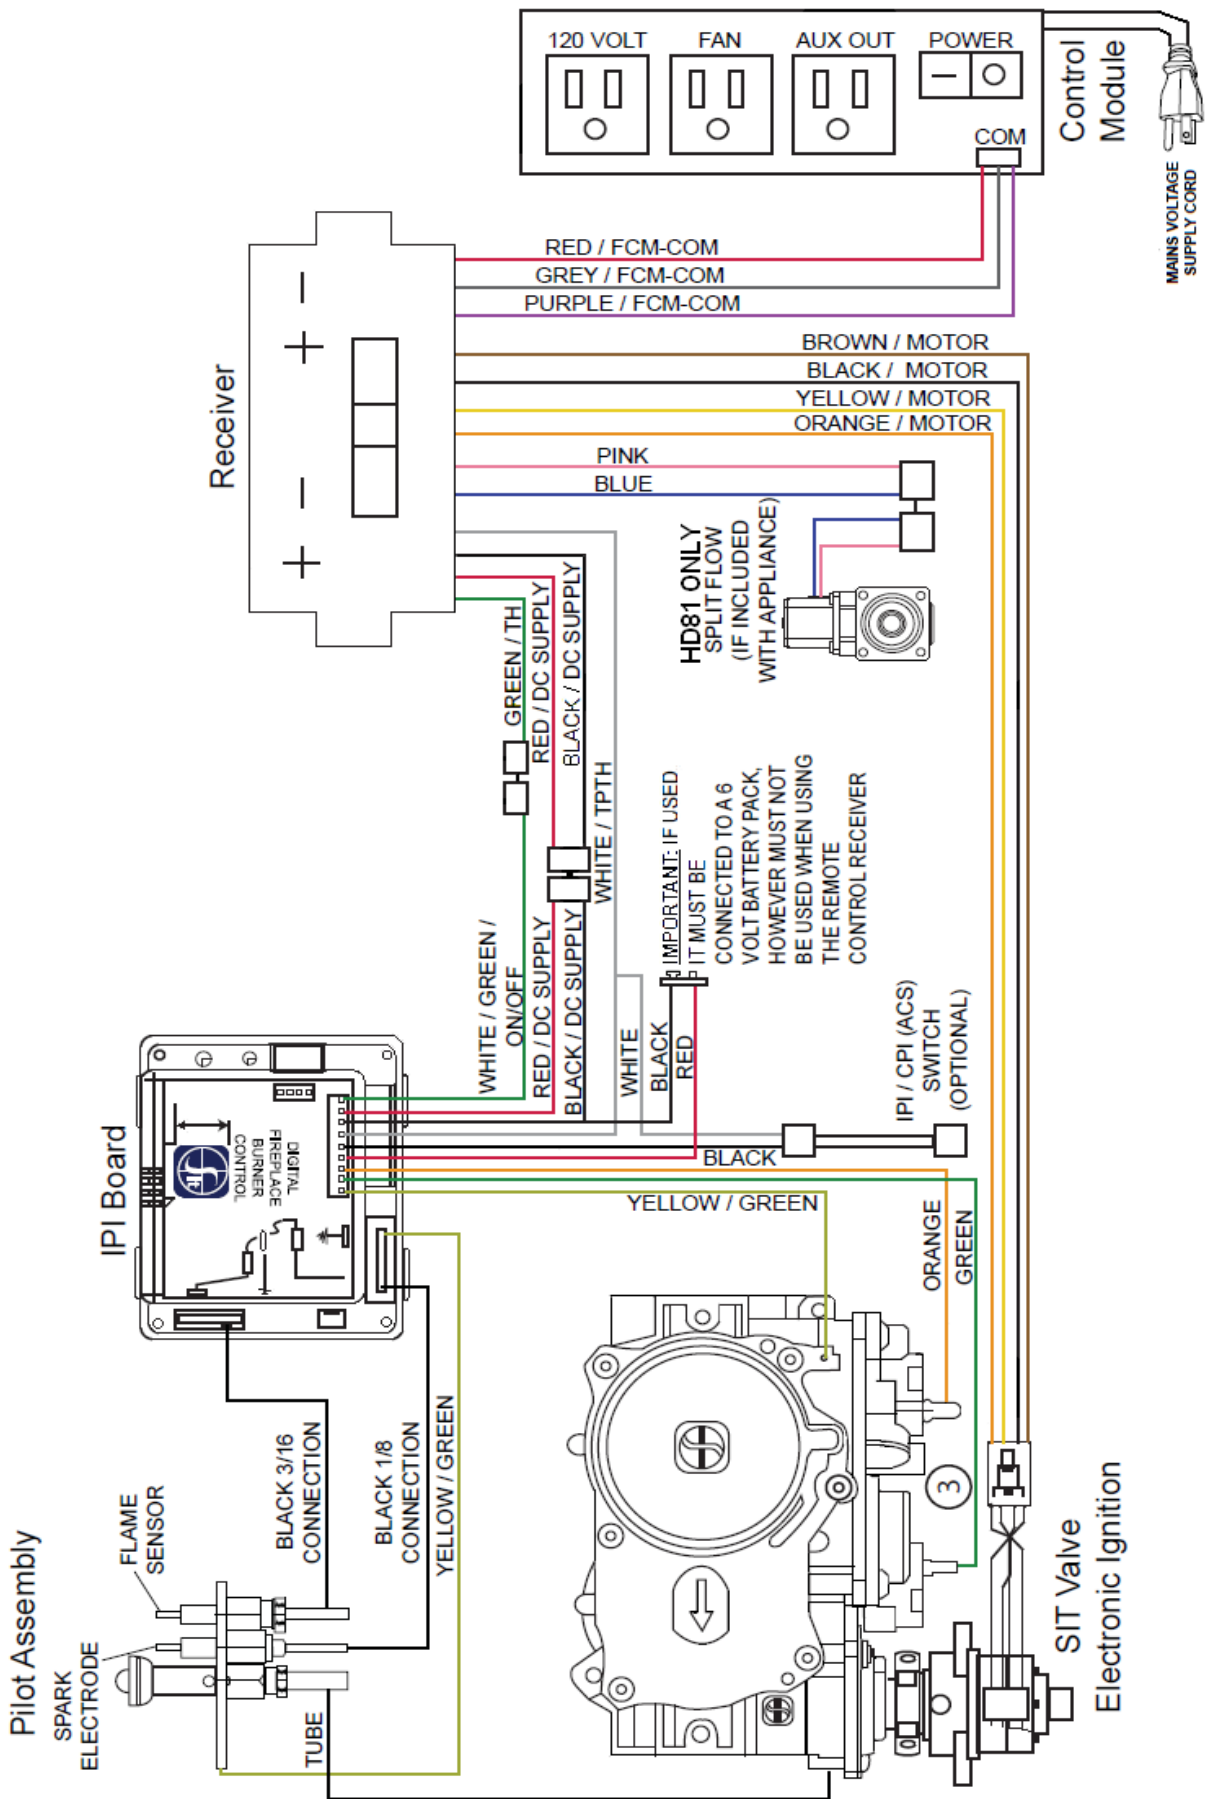 120 VOLT
FAN
AUX OUT
POWER
COM
Control
Module
MAINS VOLTAGE
SUPPLY CORD
Receiver
RED / FCM-COM
GREY / FCM-COM
PURPLE / FCM-COM
BROWN / MOTOR
BLACK / MOTOR
YELLOW / MOTOR
ORANGE / MOTOR
PINK
BLUE
HD81 ONLY
SPLIT FLOW
(IF INCLUDED
WITH APPLIANCE)
GREEN / TH
RED / DC SUPPLY
BLACK / DC SUPPLY
WHITE / TPTH
WHITE / GREEN /
ON/OFF
RED / DC SUPPLY
BLACK / DC SUPPLY
WHITE
BLACK
RED
IMPORTANT: IF USED
IT MUST BE
CONNECTED TO A 6
VOLT BATTERY PACK,
HOWEVER MUST NOT
BE USED WHEN USING
THE REMOTE
CONTROL RECEIVER
IPI / CPI (ACS)
SWITCH
(OPTIONAL)
IPI Board
DIGITAL
FIREPLACE
BURNER
CONTROL
BLACK
YELLOW / GREEN
ORANGE
GREEN
Pilot Assembly
FLAME
SENSOR
SPARK
ELECTRODE
TUBE
BLACK 3/16
CONNECTION
BLACK 1/8
CONNECTION
YELLOW / GREEN
3
SIT Valve
Electronic Ignition